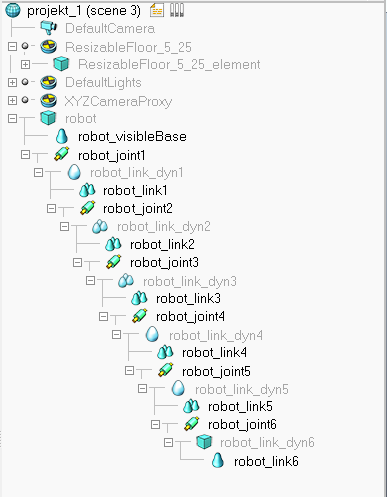 projekt_1 (scene 3)
DefaultCamera
ResizableFloor_5_25
ResizableFloor_5_25_element
DefaultLights
XYZCameraProxy
robot
robot_visibleBase
robot_joint1
robot_link_dyn1
robot_link1
robot_joint2
robot_link_dyn2
robot_link2
robot_joint3
robot_link_dyn3
robot_link3
robot_joint4
robot_link_dyn4
robot_link4
robot_joint5
robot_link_dyn5
robot_link5
robot_joint6
robot_link_dyn6
robot_link6